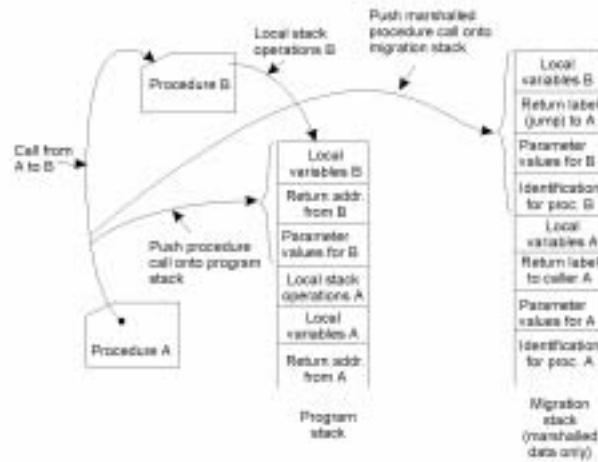 Local stack
operations B
Push marshalled
procedure call onto
migration stack
Procedure B
Call from
A to B
Push procedure
call onto program
stack
Procedure A
Local
variables B
Return addr.
from B
Parameter
values for B
Local stack
operations A
Local
variables A
Return addr.
from A
Program
stack
Local
variables B
Return label
(jump) to A
Parameter
values for B
Identification
for proc. B
Local
variables A
Return label
to caller A
Parameter
values for A
Identification
for proc. A
Migration
stack
(marshalled
data only)